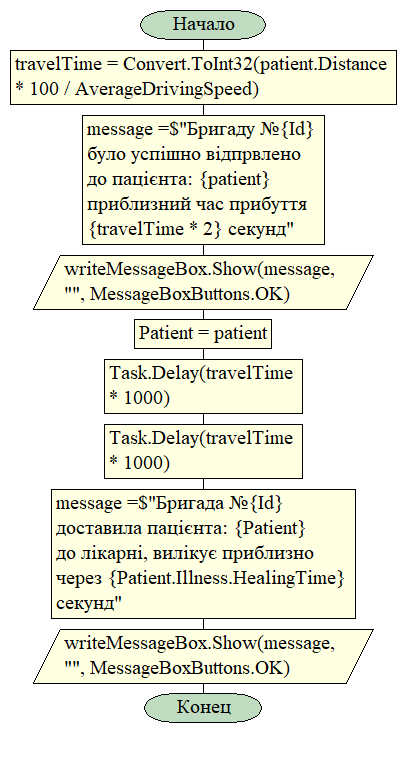 Начало
travelTime = Convert.ToInt32(patient.Distance
* 100 / AverageDrivingSpeed)
message =$"Бригаду №{Id}
було успішно відпрвлено
до пацієнта: {patient}
приблизний час прибуття
{travelTime * 2} секунд"
writeMessageBox.Show(message,
"", MessageBoxButtons.OK)
Patient = patient
Task.Delay(travelTime
* 1000)
Task.Delay(travelTime
* 1000)
message =$"Бригада №{Id}
доставила пацієнта: {Patient}
до лікарні, вилікує приблизно
через {Patient.Illness.HealingTime}
секунд"
writeMessageBox.Show(message,
"", MessageBoxButtons.OK)
Конец